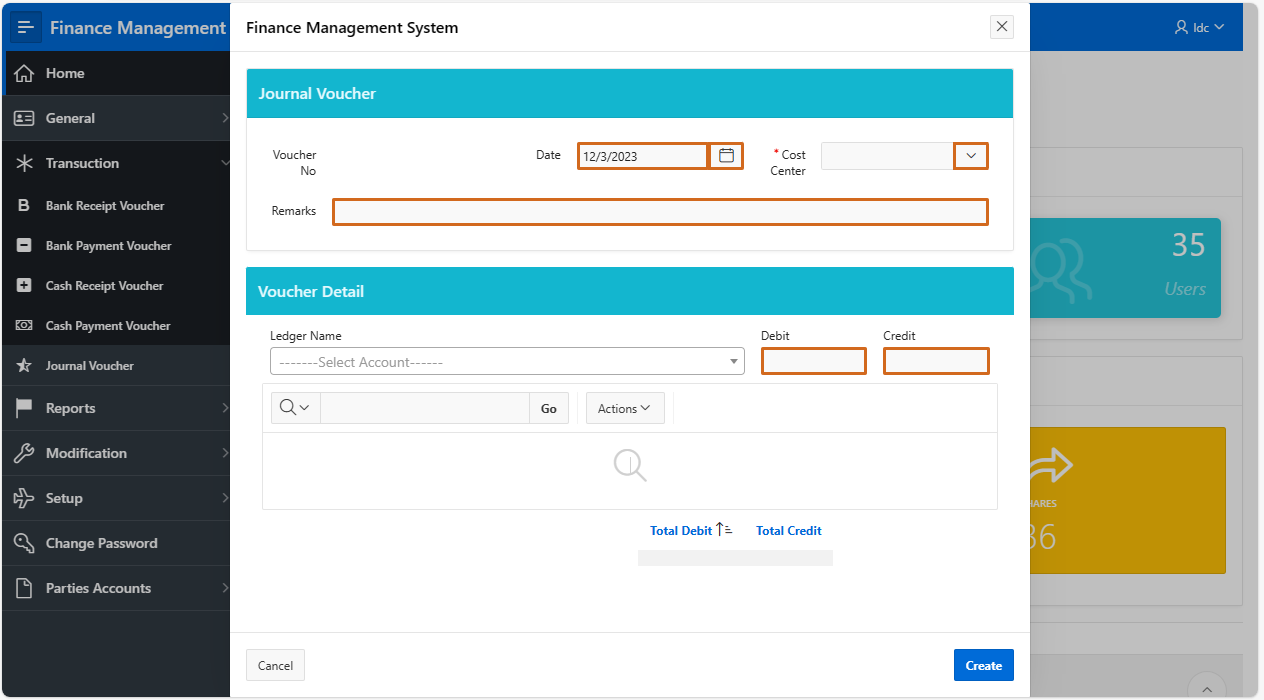 Finance Management
Finance Management System
ldc
Home
General
Transuction
Bank Receipt Voucher
Bank Payment Voucher
Cash Receipt Voucher
Cash Payment Voucher
Journal Voucher
Reports
Modification
Setup
Change Password
Parties Accounts
Journal Voucher
Voucher No
Date
12/3/2023
* Cost Center
Remarks
Voucher Detail
Ledger Name
Debit
Credit
-------Select Account------
Go
Actions
Total Debit
Total Credit
Cancel
Create
35
Users